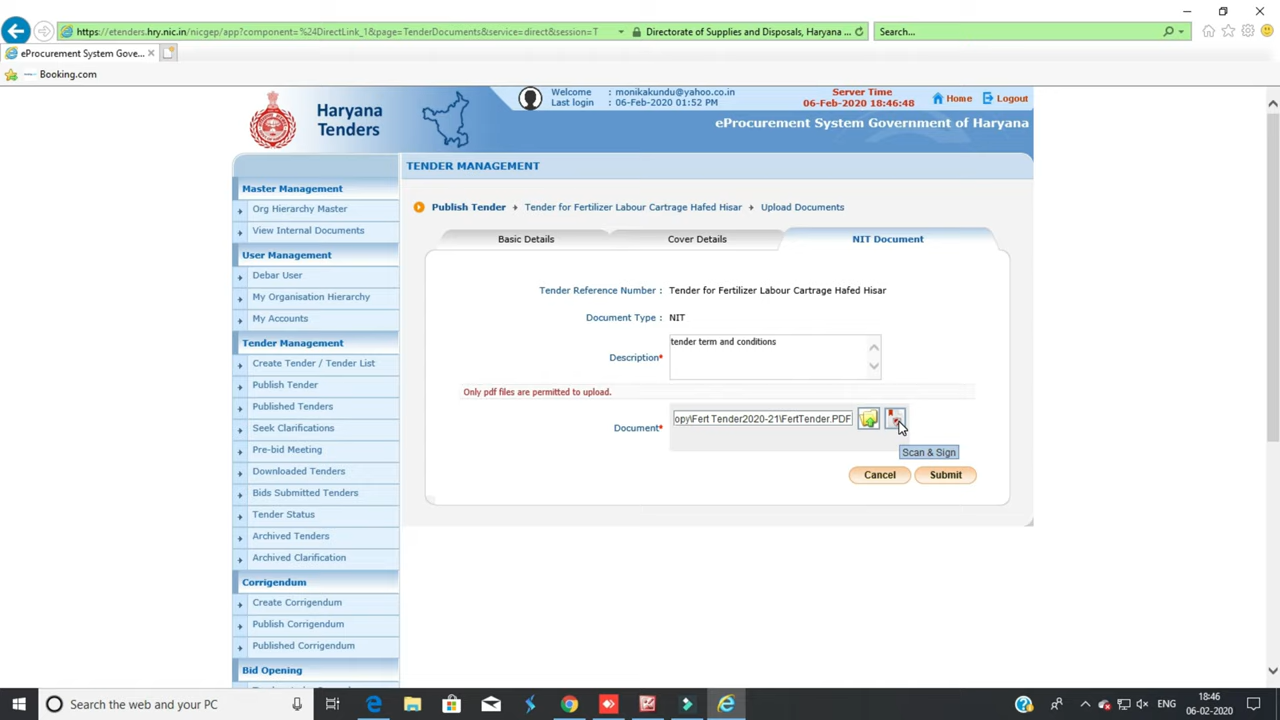 https://etenders.hry.nic.in/nicgep/app?component=%24DirectLink_1&page=TenderDocuments&service=direct&session=T
Directorate of Supplies and Disposals, Haryana ...
Search...
eProcurement System Gove...
Booking.com
Haryana
Tenders
Welcome : monikakundu@yahoo.co.in
Last login : 06-Feb-2020 01:52 PM
Server Time
06-Feb-2020 18:46:48
Home
Logout
eProcurement System Government of Haryana
TENDER MANAGEMENT
Master Management
Org Hierarchy Master
View Internal Documents
User Management
Debar User
My Organisation Hierarchy
My Accounts
Tender Management
Create Tender / Tender List
Publish Tender
Published Tenders
Seek Clarifications
Pre-bid Meeting
Downloaded Tenders
Bids Submitted Tenders
Tender Status
Archived Tenders
Archived Clarification
Corrigendum
Create Corrigendum
Publish Corrigendum
Published Corrigendum
Bid Opening
Publish Tender Tender for Fertilizer Labour Cartrage Hafed Hisar Upload Documents
Basic Details
Cover Details
NIT Document
Tender Reference Number : Tender for Fertilizer Labour Cartrage Hafed Hisar
Document Type : NIT
Description* tender term and conditions
Only pdf files are permitted to upload.
Document* opy\Fert Tender2020-21\FertTender.PDF
Scan & Sign
Cancel
Submit
Search the web and your PC
18:46
06-02-2020